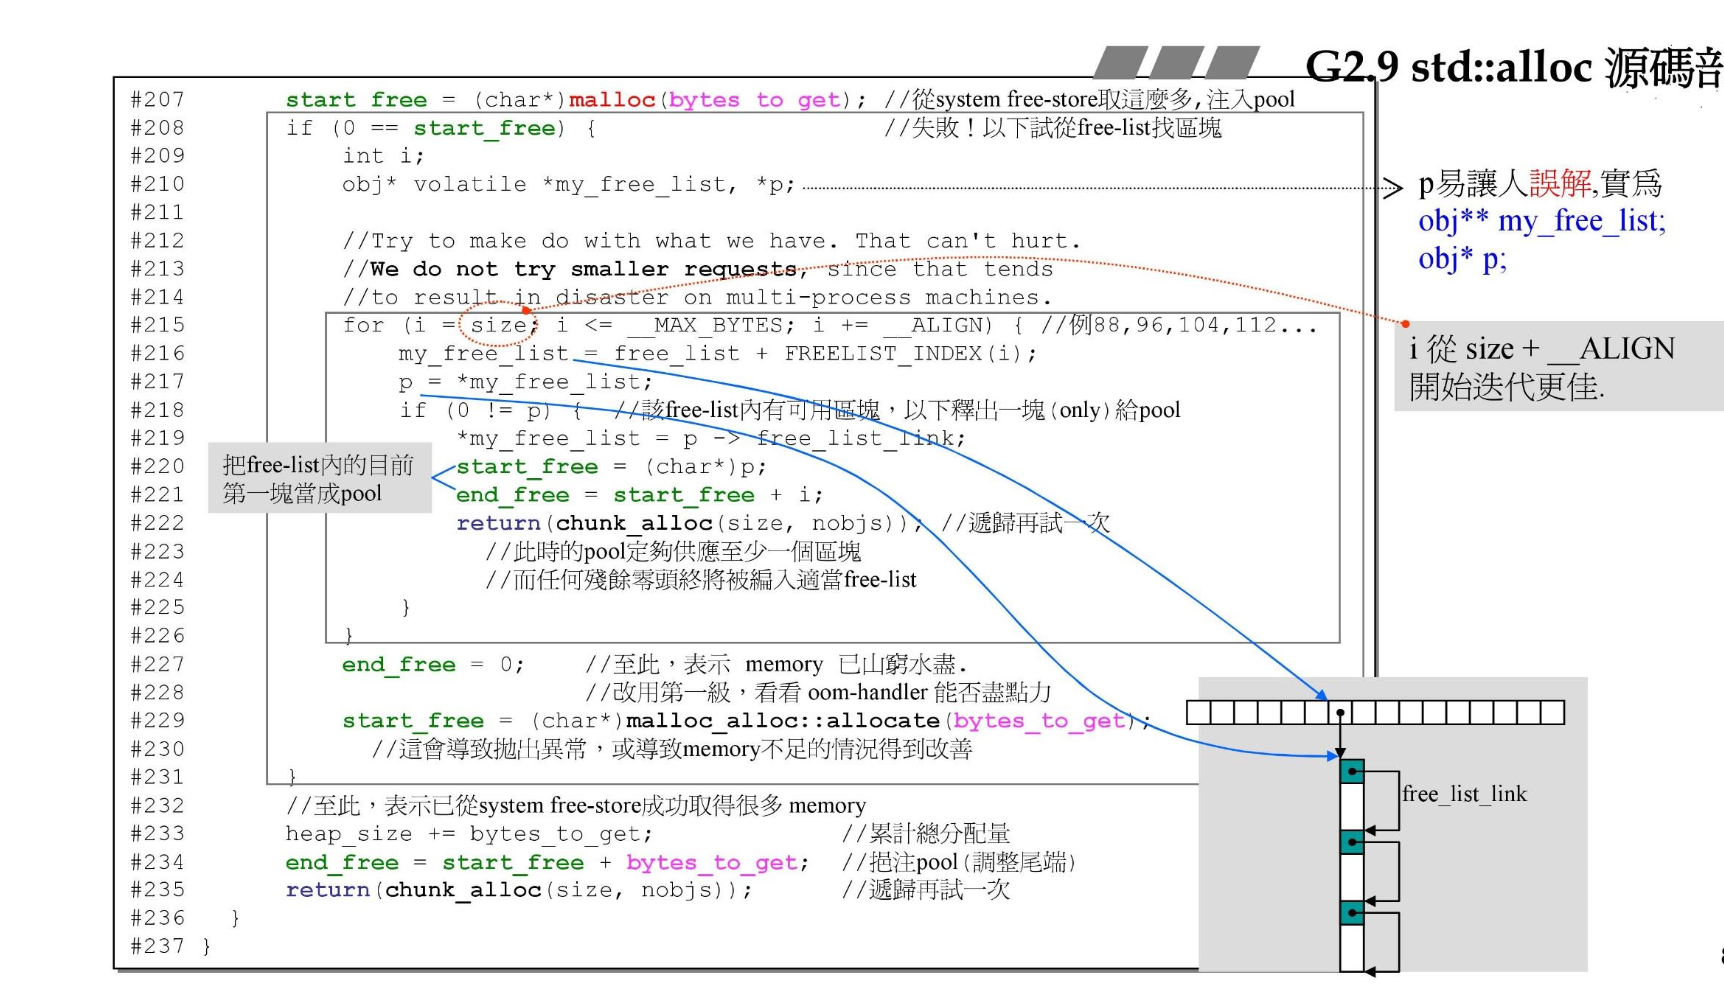 G2.9 std::alloc 源碼剖
#207 start_free = (char*)malloc(bytes_to_get); //從system free-store取這麼多,注入pool
#208 if (0 == start_free) { //失敗！以下試從free-list找區塊
#209 int i;
#210 obj* volatile *my_free_list, *p;
#211
#212 //Try to make do with what we have. That can't hurt.
#213 //We do not try smaller requests, since that tends
#214 //to result in disaster on multi-process machines.
#215 for (i = size; i <= __MAX_BYTES; i += __ALIGN) { //例88,96,104,112...
#216 my_free_list = free_list + FREELIST_INDEX(i);
#217 p = *my_free_list;
#218 if (0 != p) { //該free-list內有可用區塊，以下釋出一塊(only)給pool
#219 *my_free_list = p -> free_list_link;
#220 start_free = (char*)p;
#221 end_free = start_free + i;
#222 return(chunk_alloc(size, nobjs)); //遞歸再試一次
#223 //此時的pool定夠供應至少一個區塊
#224 //而任何殘餘零頭終將被編入適當free-list
#225 }
#226 }
#227 end_free = 0; //至此，表示 memory 已山窮水盡.
#228 //改用第一級，看看 oom-handler 能否盡點力
#229 start_free = (char*)malloc_alloc::allocate(bytes_to_get);
#230 //這會導致拋出異常，或導致memory不足的情況得到改善
#231 }
#232 //至此，表示已從system free-store成功取得很多 memory
#233 heap_size += bytes_to_get; //累計總分配量
#234 end_free = start_free + bytes_to_get; //挹注pool(調整尾端)
#235 return(chunk_alloc(size, nobjs)); //遞歸再試一次
#236 }
#237 }
p易讓人誤解,實為
obj** my_free_list;
obj* p;
i 從 size + __ALIGN
開始迭代更佳.
把free-list內的目前
第一塊當成pool
free_list_link